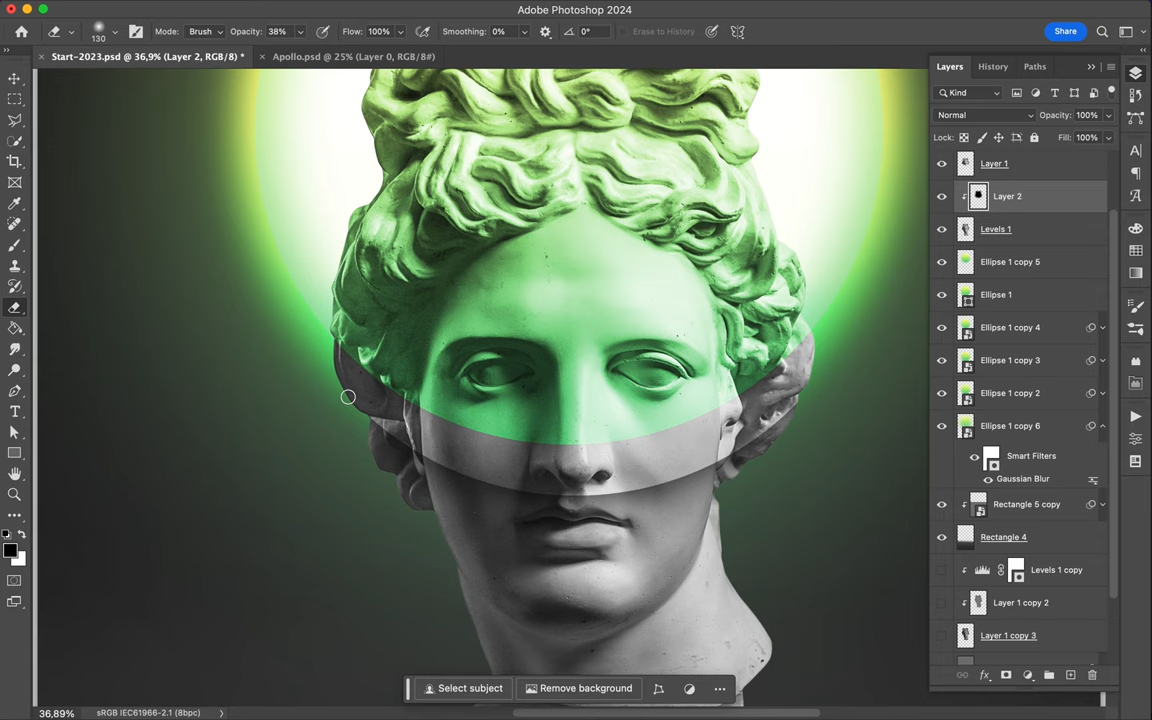 Adobe Photoshop 2024
130
Mode: Brush Opacity: 38% Flow: 100% Smoothing: 0% 0° Erase to History Share
Start-2023.psd @ 36,9% (Layer 2, RGB/8) * Apollo.psd @ 25% (Layer 0, RGB/8#)
Layers History Paths
Kind
Normal Opacity: 100%
Lock: Fill: 100%
Layer 1
Layer 2
Levels 1
Ellipse 1 copy 5
Ellipse 1
Ellipse 1 copy 4
Ellipse 1 copy 3
Ellipse 1 copy 2
Ellipse 1 copy 6
Smart Filters
Gaussian Blur
Rectangle 5 copy
Rectangle 4
Levels 1 copy
Layer 1 copy 2
Layer 1 copy 3
fx
Select subject Remove background
36,89% sRGB IEC61966-2.1 (8bpc)